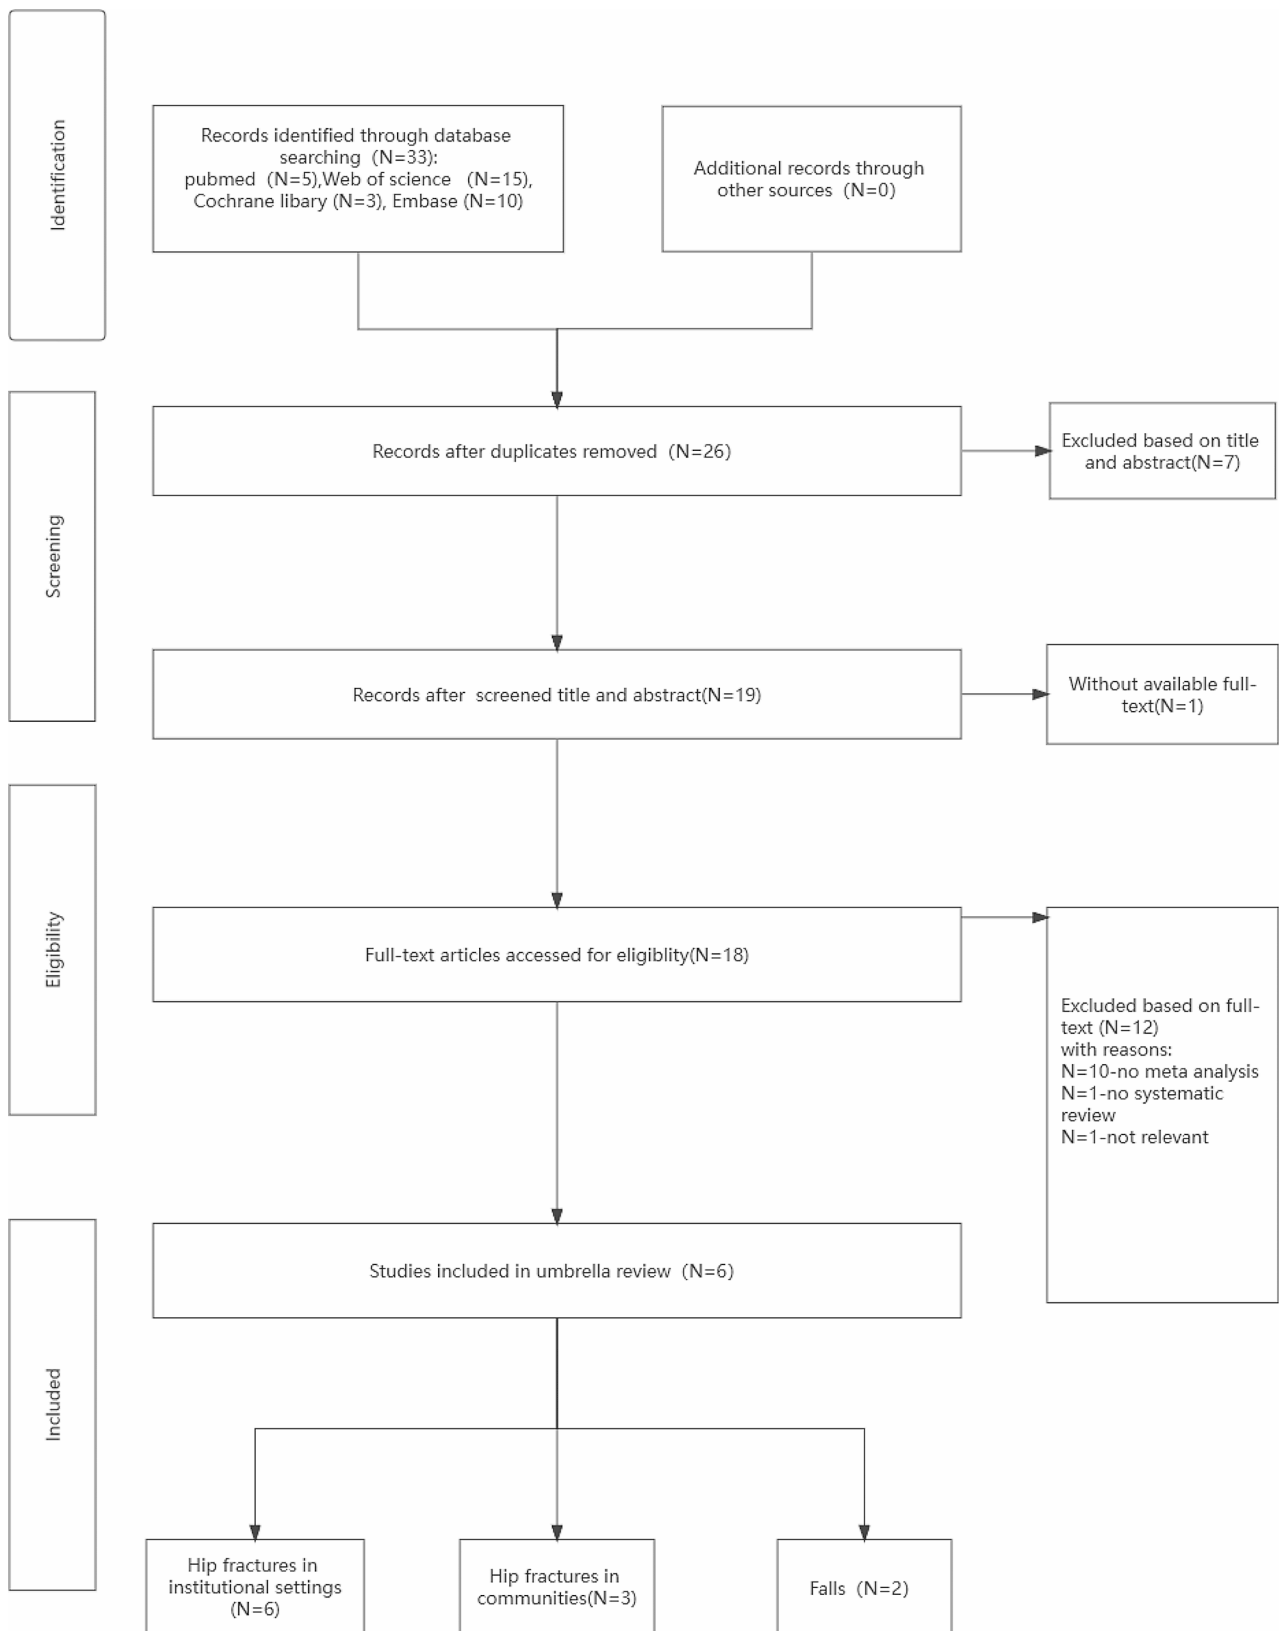 Identification
Records identified through database
searching (N=33):
pubmed (N=5),Web of science (N=15),
Cochrane libary (N=3), Embase (N=10)
Additional records through
other sources (N=0)
Screening
Records after duplicates removed (N=26)
Excluded based on title
and abstract(N=7)
Records after screened title and abstract(N=19)
Without available full-
text(N=1)
Eligibility
Full-text articles accessed for eligiblity(N=18)
Excluded based on full-
text (N=12)
with reasons:
N=10-no meta analysis
N=1-no systematic
review
N=1-not relevant
Included
Studies included in umbrella review (N=6)
Hip fractures in
institutional settings
(N=6)
Hip fractures in
communities(N=3)
Falls (N=2)